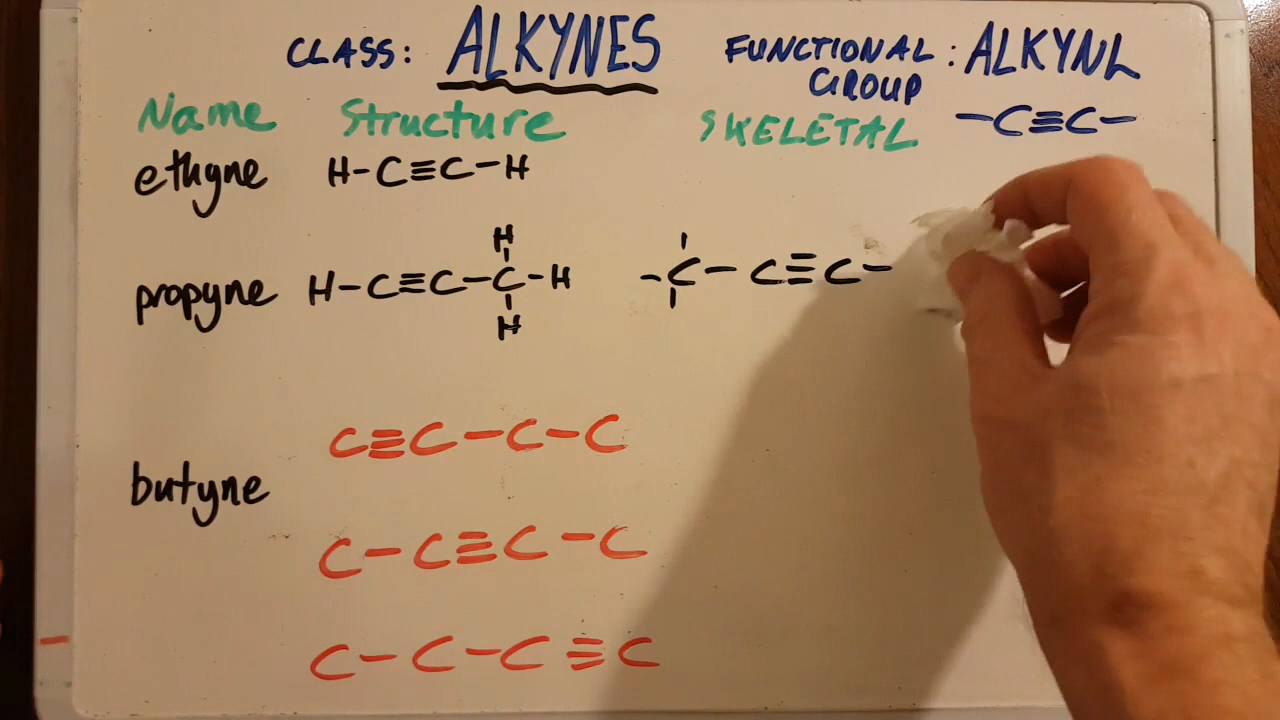 CLASS: ALKYNES
FUNCTIONAL GROUP : ALKYNL
-C≡C-
Name Structure SKELETAL
ethyne H-C≡C-H
H
propyne H-C≡C-C-H -C-C≡C-
H
C≡C-C-C
butyne
C-C≡C-C
C-C-C≡C